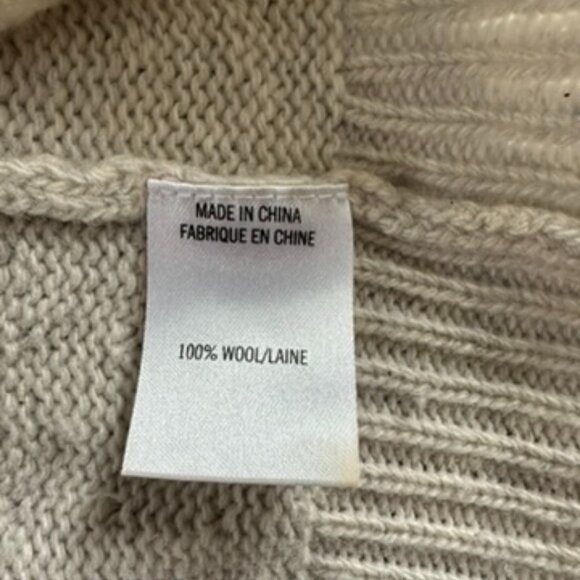 MADE IN CHINA
FABRIQUE EN CHINE
100% WOOL/LAINE